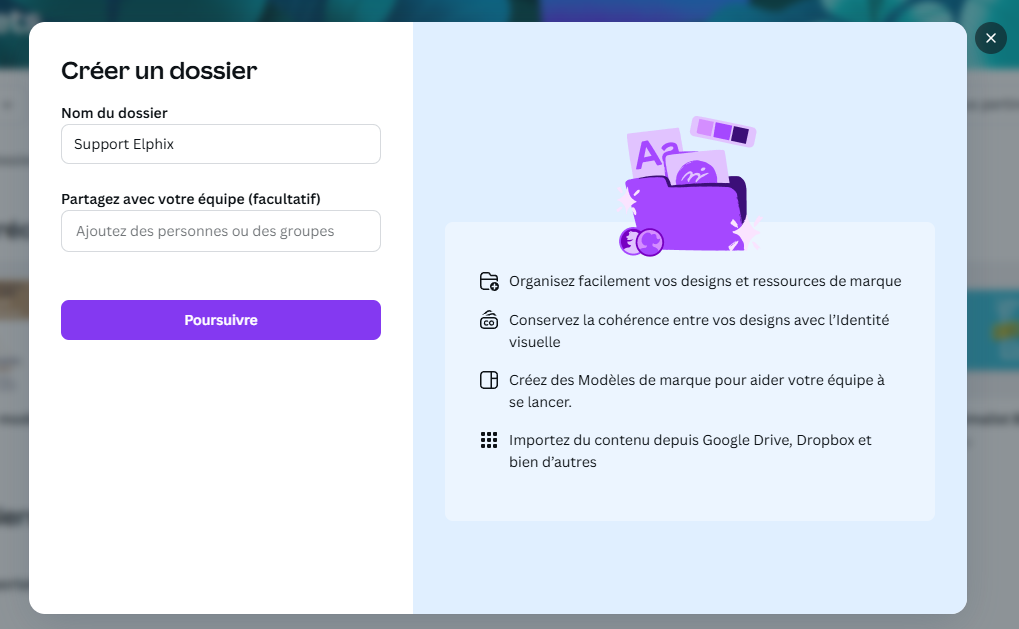 Créer un dossier
Nom du dossier
Support Elphix
Partagez avec votre équipe (facultatif)
Ajoutez des personnes ou des groupes
Poursuivre
Aa
Organisez facilement vos designs et ressources de marque
CO
Conservez la cohérence entre vos designs avec l’Identité
visuelle
Créez des Modèles de marque pour aider votre équipe à
se lancer.
Importez du contenu depuis Google Drive, Dropbox et
bien d’autres